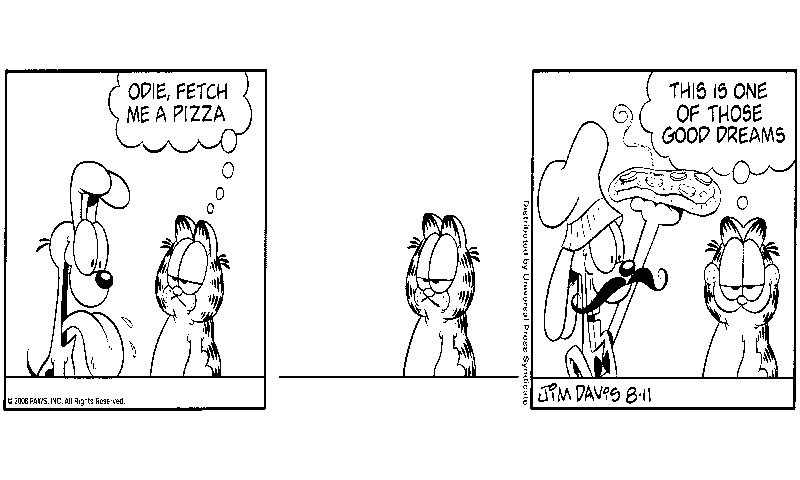 ODIE, FETCH
ME A PIZZA
© 2008 PAWS, INC. All Rights Reserved.
Distributed by Universal Press Syndicate
THIS IS ONE
OF THOSE
GOOD DREAMS
JIM DAVIS 8·11